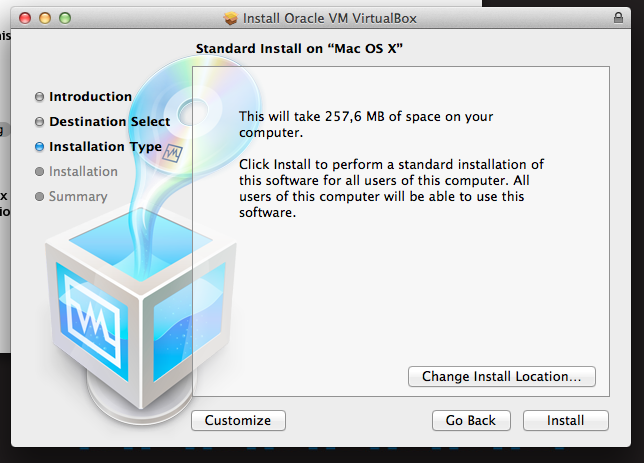 Install Oracle VM VirtualBox
Standard Install on “Mac OS X”
Introduction
Destination Select
Installation Type
Installation
Summary
This will take 257,6 MB of space on your
computer.
Click Install to perform a standard installation of
this software for all users of this computer. All
users of this computer will be able to use this
software.
Change Install Location...
Customize
Go Back
Install